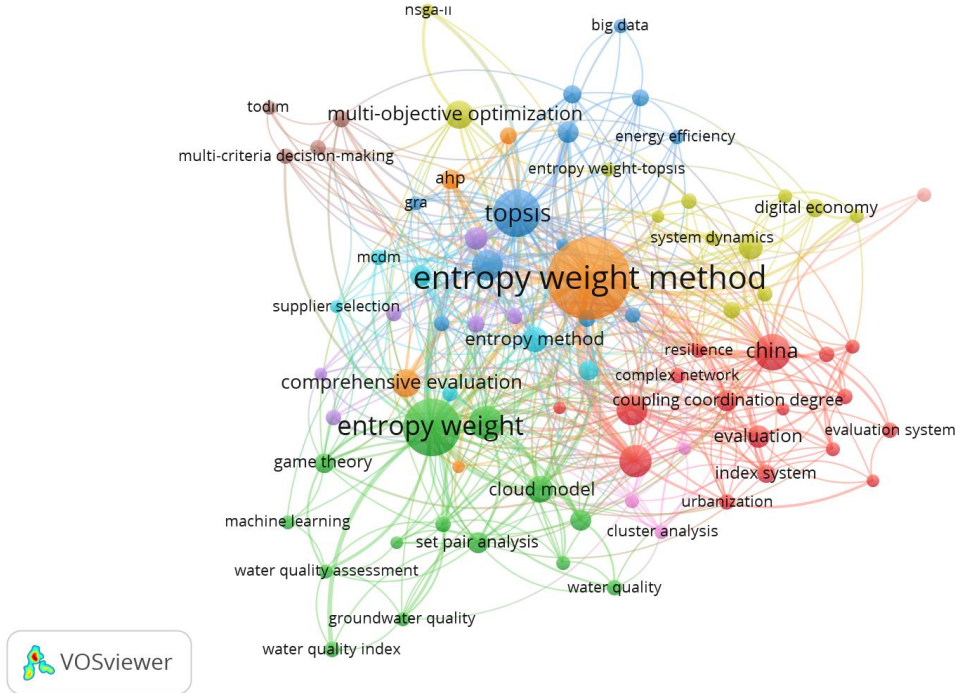 nsga-II
big data
todim
multi-objective optimization
energy efficiency
multi-criteria decision-making
entropy weight-topsis
ahp
gra
topsis
digital economy
system dynamics
mcdm
entropy weight method
supplier selection
entropy method
resilience
china
complex network
comprehensive evaluation
coupling coordination degree
entropy weight
evaluation
evaluation system
game theory
index system
cloud model
urbanization
machine learning
cluster analysis
set pair analysis
water quality assessment
water quality
groundwater quality
water quality index
VOSviewer